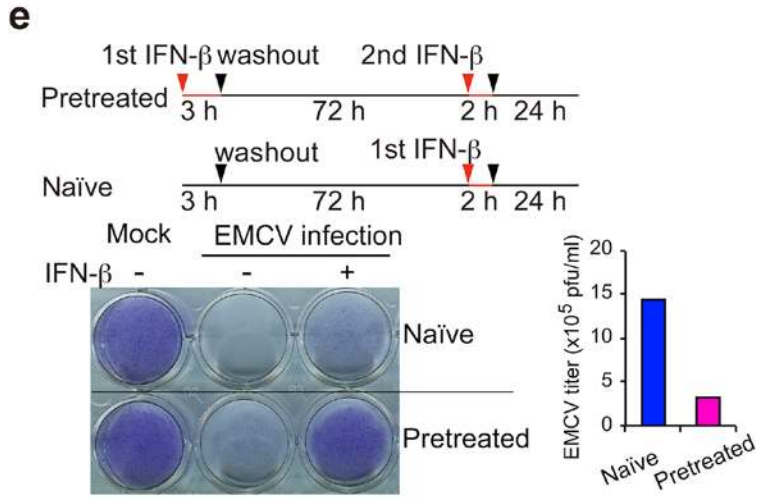 e
1st IFN-β washout 2nd IFN-β
Pretreated
3 h 72 h 2 h 24 h
washout 1st IFN-β
Naïve
3 h 72 h 2 h 24 h
Mock EMCV infection
IFN-β - - +
Naïve
Pretreated
EMCV titer (x10⁵ pfu/ml)
20
15
10
5
0
Naïve
Pretreated